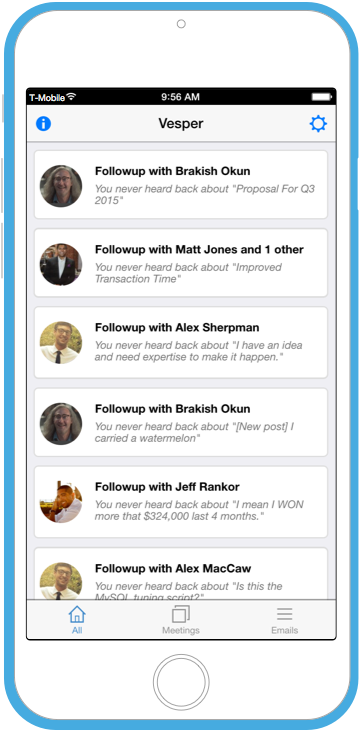 T-Mobile 9:56 AM
Vesper
Followup with Brakish Okun
You never heard back about "Proposal For Q3
2015"
Followup with Matt Jones and 1 other
You never heard back about "Improved
Transaction Time"
Followup with Alex Sherpman
You never heard back about "I have an idea
and need expertise to make it happen."
Followup with Brakish Okun
You never heard back about "[New post] I
carried a watermelon"
Followup with Jeff Rankor
You never heard back about "I mean I WON
more that $324,000 last 4 months."
Followup with Alex MacCaw
You never heard back about "Is this the
MySQL tuning script?"
All Meetings Emails